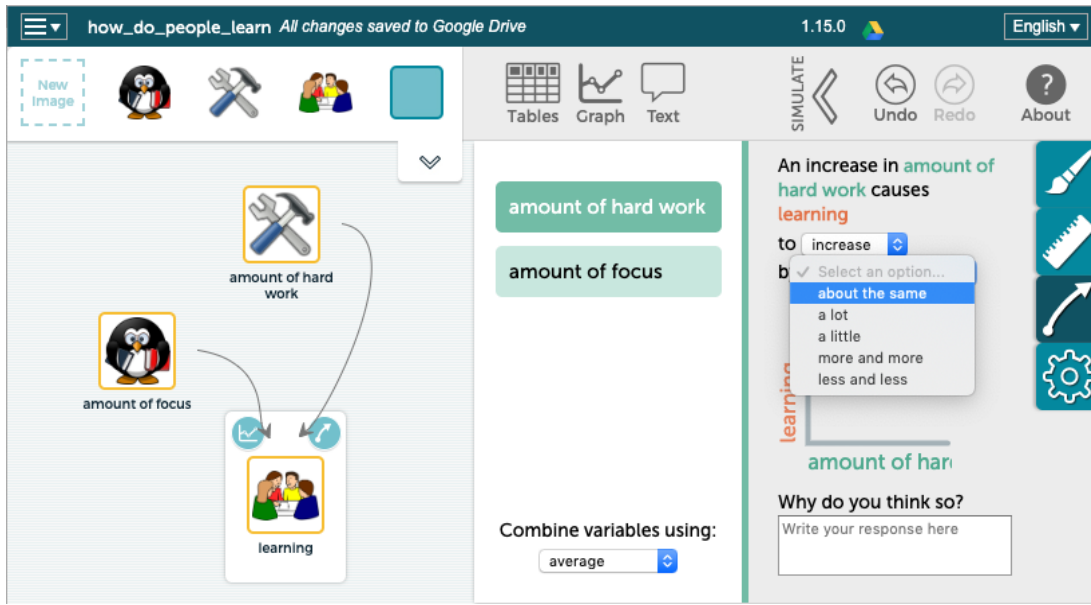 how_do_people_learn All changes saved to Google Drive
1.15.0
English
New
Image
Tables
Graph
Text
SIMULATE
Undo
Redo
?
About
amount of hard
work
amount of focus
learning
amount of hard work
amount of focus
Combine variables using:
average
An increase in amount of
hard work causes
learning
to increase
b
Select an option...
about the same
a lot
a little
more and more
less and less
learning
amount of har
Why do you think so?
Write your response here